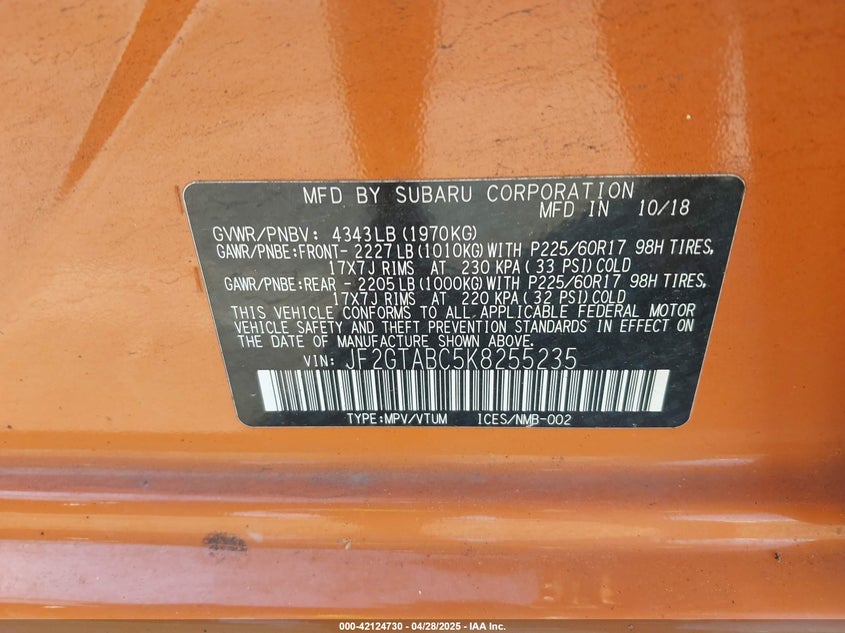 MFD BY SUBARU CORPORATION
MFD IN 10/18
GVWR/PNBV: 4343LB(1970KG)
GAWR/PNBE:FRONT- 2227LB(1010KG)WITH P225/60R17 98H TIRES,
17X7J RIMS AT 230 KPA(33 PSI)COLD
GAWR/PNBE:REAR - 2205LB(1000KG)WITH P225/60R17 98H TIRES,
17X7J RIMS AT 220 KPA(32 PSI)COLD
THIS VEHICLE CONFORMS TO ALL APPLICABLE FEDERAL MOTOR
VEHICLE SAFETY AND THEFT PREVENTION STANDARDS IN EFFECT ON
THE DATE OF MANUFACTURE SHOWN ABOVE.
VIN: JF2GTABC5K8255235
TYPE:MPV/VTUM ICES/NMB-002
000-42124730 | 04/28/2025 - IAA Inc.